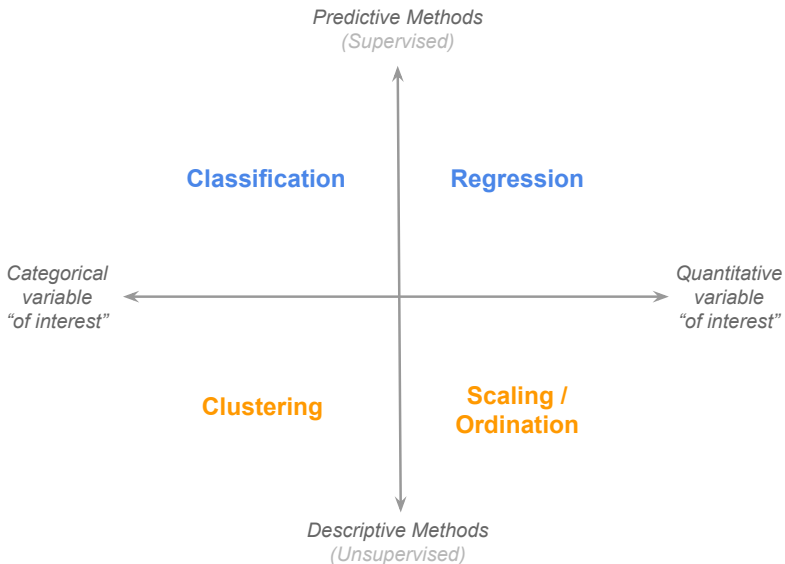 Predictive Methods
(Supervised)
Classification
Regression
Categorical
variable
“of interest”
Quantitative
variable
“of interest”
Clustering
Scaling /
Ordination
Descriptive Methods
(Unsupervised)